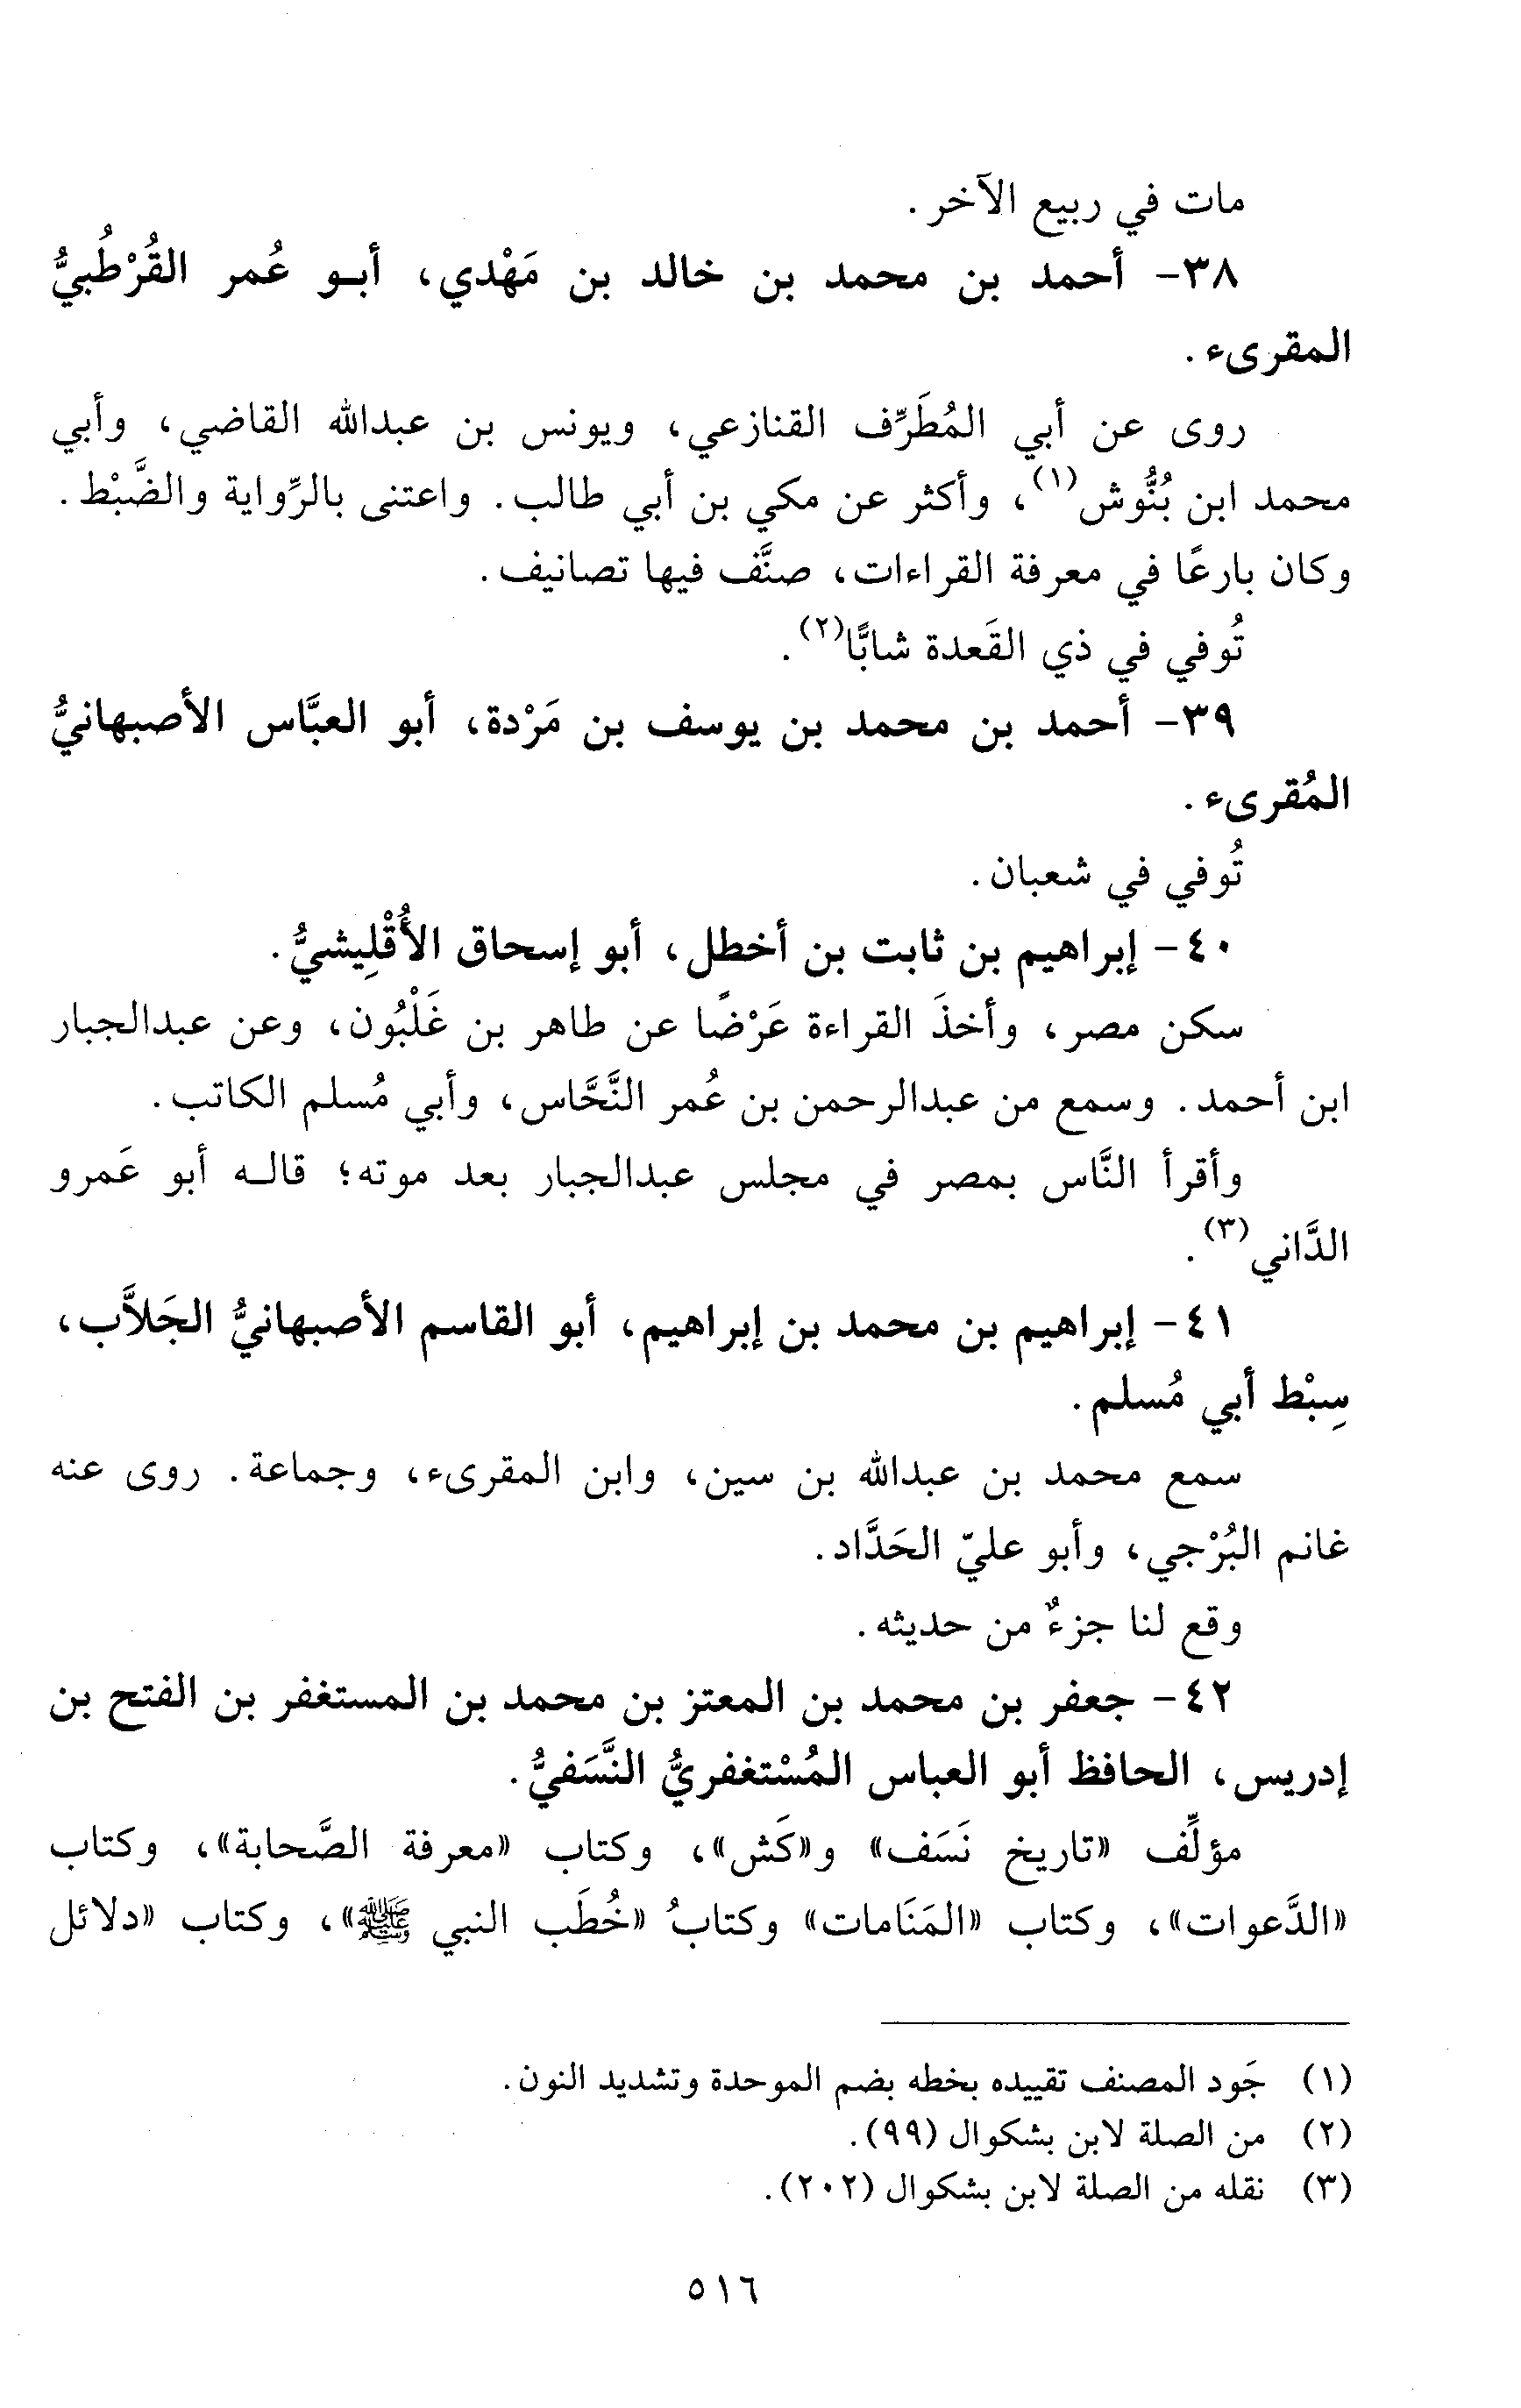 مات في ربيع الآخر.
٣٨- أحمد بن محمد بن خالد بن مَهْدي، أبو عُمر القُرْطُبيُّ
المقرىء.
روى عن أبي المُطَرِّف القنازعي، ويونس بن عبدالله القاضي، وأبي
محمد ابن بُنُّوش(١)، وأكثر عن مكي بن أبي طالب. واعتنى بالرِّواية والضَّبْط.
وكان بارعًا في معرفة القراءات، صنَّف فيها تصانيف.
تُوفي في ذي القَعدة شابًّا(٢).
٣٩- أحمد بن محمد بن يوسف بن مَرْدة، أبو العبَّاس الأصبهانيُّ
المُقرىء.
تُوفي في شعبان.
٤٠- إبراهيم بن ثابت بن أخطل، أبو إسحاق الأُقْلِيشيُّ.
سكن مصر، وأخذَ القراءة عَرْضًا عن طاهر بن غَلْبُون، وعن عبدالجبار
ابن أحمد. وسمع من عبدالرحمن بن عُمر النَّحَّاس، وأبي مُسلم الكاتب.
وأقرأ النَّاس بمصر في مجلس عبدالجبار بعد موته؛ قاله أبو عَمرو
الدَّاني(٣).
٤١- إبراهيم بن محمد بن إبراهيم، أبو القاسم الأصبهانيُّ الجَلاَّب،
سِبْط أبي مُسلم.
سمع محمد بن عبدالله بن سين، وابن المقرىء، وجماعة. روى عنه
غانم البُرْجي، وأبو عليّ الحَدَّاد.
وقع لنا جزءٌ من حديثه.
٤٢- جعفر بن محمد بن المعتز بن محمد بن المستغفر بن الفتح بن
إدريس، الحافظ أبو العباس المُسْتغفريُّ النَّسَفيُّ.
مؤلِّف «تاريخ نَسَف» و«كَش»، وكتاب «معرفة الصَّحابة»، وكتاب
«الدَّعوات»، وكتاب «المَنَامات» وكتابُ «خُطَب النبي ﷺ»، وكتاب «دلائل
(١) جَود المصنف تقييده بخطه بضم الموحدة وتشديد النون.
(٢) من الصلة لابن بشكوال (٩٩).
(٣) نقله من الصلة لابن بشكوال (٢٠٢).
٥١٦